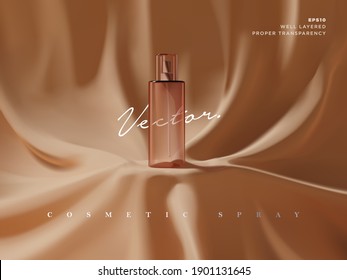 EPS10
WELL LAYERED
PROPER TRANSPARENCY
Vector.
COSMETIC SPRAY
shutterstock.com · 1901131645